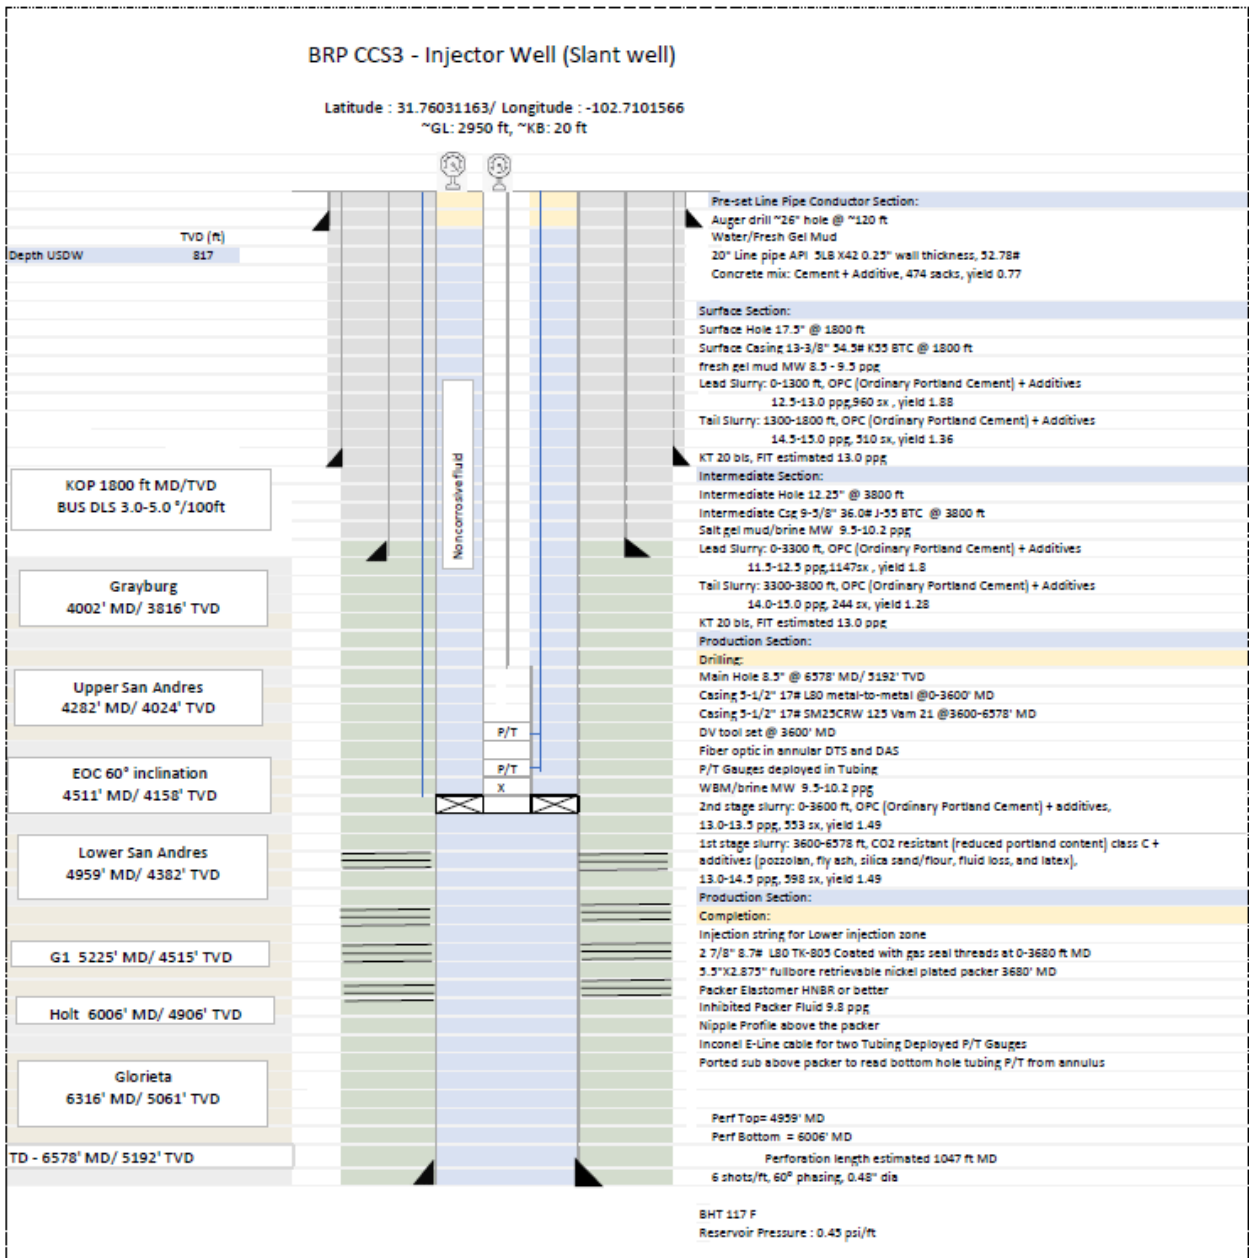 BRP CCS3 - Injector Well (Slant well)
Latitude : 31.76031163/ Longitude : -102.7101566
~GL: 2950 ft, ~KB: 20 ft
TVD (ft)
Depth USDW 817
KOP 1800 ft MD/TVD
BUS DLS 3.0-5.0 °/100ft
Grayburg
4002' MD/ 3816' TVD
Upper San Andres
4282' MD/ 4024' TVD
EOC 60° inclination
4511' MD/ 4158' TVD
Lower San Andres
4959' MD/ 4382' TVD
G1 5225' MD/ 4515' TVD
Holt 6006' MD/ 4906' TVD
Glorieta
6316' MD/ 5061' TVD
TD - 6578' MD/ 5192' TVD
Noncorrosive fluid
P/T
P/T
X
Pre-set Line Pipe Conductor Section:
Auger drill ~26" hole @ ~120 ft
Water/Fresh Gel Mud
20" Line pipe API 5LB X42 0.25" wall thickness, 52.78#
Concrete mix: Cement + Additive, 474 sacks, yield 0.77
Surface Section:
Surface Hole 17.5" @ 1800 ft
Surface Casing 13-3/8" 54.5# K55 BTC @ 1800 ft
fresh gel mud MW 8.5 - 9.5 ppg
Lead Slurry: 0-1300 ft, OPC (Ordinary Portland Cement) + Additives
12.5-13.0 ppg,960 sx , yield 1.88
Tail Slurry: 1300-1800 ft, OPC (Ordinary Portland Cement) + Additives
14.5-15.0 ppg, 510 sx, yield 1.36
KT 20 bls, FIT estimated 13.0 ppg
Intermediate Section:
Intermediate Hole 12.25" @ 3800 ft
Intermediate Csg 9-5/8" 36.0# J-55 BTC @ 3800 ft
Salt gel mud/brine MW 9.5-10.2 ppg
Lead Slurry: 0-3300 ft, OPC (Ordinary Portland Cement) + Additives
11.5-12.5 ppg,1147sx , yield 1.8
Tail Slurry: 3300-3800 ft, OPC (Ordinary Portland Cement) + Additives
14.0-15.0 ppg, 244 sx, yield 1.28
KT 20 bls, FIT estimated 13.0 ppg
Production Section:
Drilling:
Main Hole 8.5" @ 6578' MD/ 5192' TVD
Casing 5-1/2" 17# L80 metal-to-metal @0-3600' MD
Casing 5-1/2" 17# SM25CRW 125 Vam 21 @3600-6578' MD
DV tool set @ 3600' MD
Fiber optic in annular DTS and DAS
P/T Gauges deployed in Tubing
WBM/brine MW 9.5-10.2 ppg
2nd stage slurry: 0-3600 ft, OPC (Ordinary Portland Cement) + additives,
13.0-13.5 ppg, 553 sx, yield 1.49
1st stage slurry: 3600-6578 ft, CO2 resistant (reduced portland content) class C +
additives (pozzolan, fly ash, silica sand/flour, fluid loss, and latex),
13.0-14.5 ppg, 598 sx, yield 1.49
Production Section:
Completion:
Injection string for Lower injection zone
2 7/8" 8.7# L80 TK-805 Coated with gas seal threads at 0-3680 ft MD
5.5"X2.875" fullbore retrievable nickel plated packer 3680' MD
Packer Elastomer HNBR or better
Inhibited Packer Fluid 9.8 ppg
Nipple Profile above the packer
Inconel E-Line cable for two Tubing Deployed P/T Gauges
Ported sub above packer to read bottom hole tubing P/T from annulus
Perf Top= 4959' MD
Perf Bottom = 6006' MD
Perforation length estimated 1047 ft MD
6 shots/ft, 60° phasing, 0.48" dia
BHT 117 F
Reservoir Pressure : 0.45 psi/ft